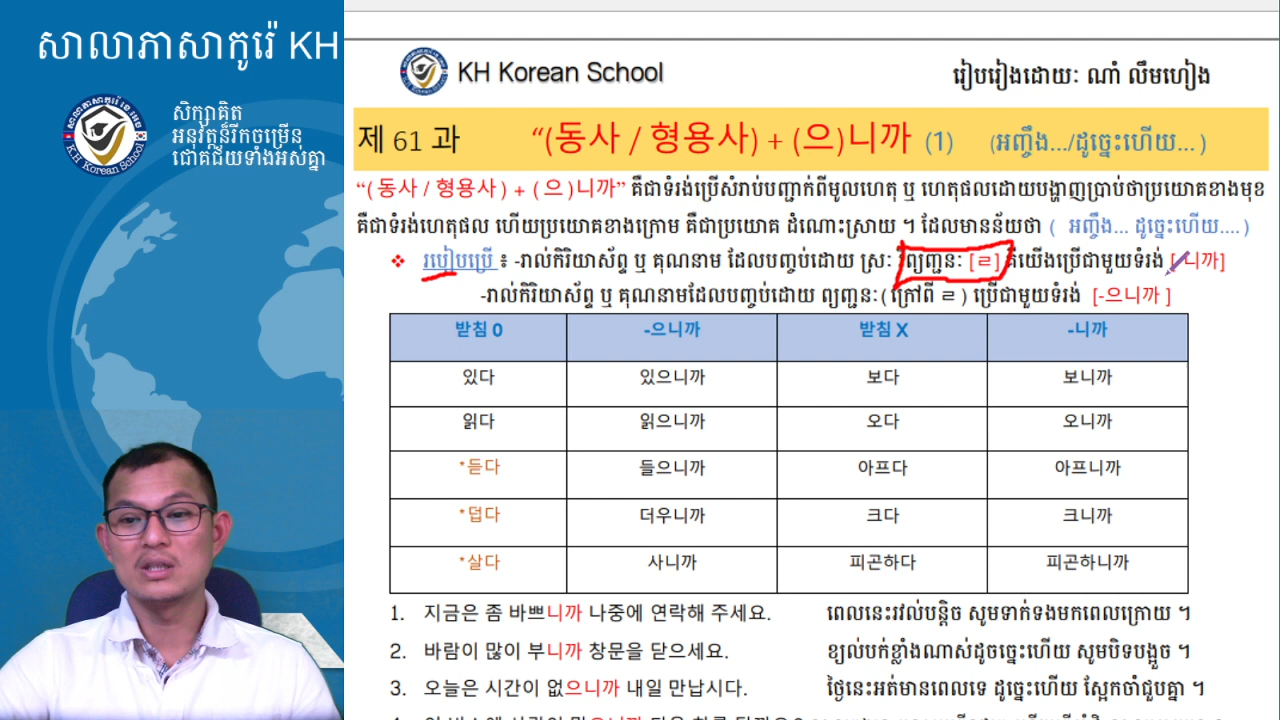 សាលាភាសាកូរ៉េ KH
សិក្សាគិត
អនុវត្តន៍រីកចម្រើន
ជោគជ័យទាំងអស់គ្នា
KH Korean School
រៀបរៀងដោយៈ ណាំ លឹមហៀង
제 61 과 “(동사 / 형용사) + (으)니까 (1) (អញ្ចឹង.../ដូច្នេះហើយ... )
“(동사 / 형용사) + (으)니까” គឺជាទំរង់ប្រើសំរាប់បញ្ជាក់ពីមូលហេតុ ឬ ហេតុផលដោយបង្ហាញប្រាប់ថាប្រយោគខាងមុខ
គឺជាទំរង់ហេតុផល ហើយប្រយោគខាងក្រោម គឺជាប្រយោគ ដំណោះស្រាយ ។ ដែលមានន័យថា ( អញ្ចឹង... ដូច្នេះហើយ....)
❖ របៀបប្រើ ៖ -រាល់កិរិយាស័ព្ទ ឬ គុណនាម ដែលបញ្ចប់ដោយ ស្រៈ ព្យញ្ជនៈ [ㄹ] គឺយើងប្រើជាមួយទំរង់ [-니까]
-រាល់កិរិយាស័ព្ទ ឬ គុណនាមដែលបញ្ចប់ដោយ ព្យញ្ជនៈ( ក្រៅពី ㄹ ) ប្រើជាមួយទំរង់ [-으니까 ]
받침 0 -으니까 받침 X -니까
있다 있으니까 보다 보니까
읽다 읽으니까 오다 오니까
*듣다 들으니까 아프다 아프니까
*덥다 더우니까 크다 크니까
*살다 사니까 피곤하다 피곤하니까
1. 지금은 좀 바쁘니까 나중에 연락해 주세요. ពេលនេះរវល់បន្តិច សូមទាក់ទងមកពេលក្រោយ ។
2. 바람이 많이 부니까 창문을 닫으세요. ខ្យល់បក់ខ្លាំងណាស់ដូចច្នេះហើយ សូមបិទបង្អួច ។
3. 오늘은 시간이 없으니까 내일 만납시다. ថ្ងៃនេះអត់មានពេលទេ ដូច្នេះហើយ ស្អែកចាំជួបគ្នា ។